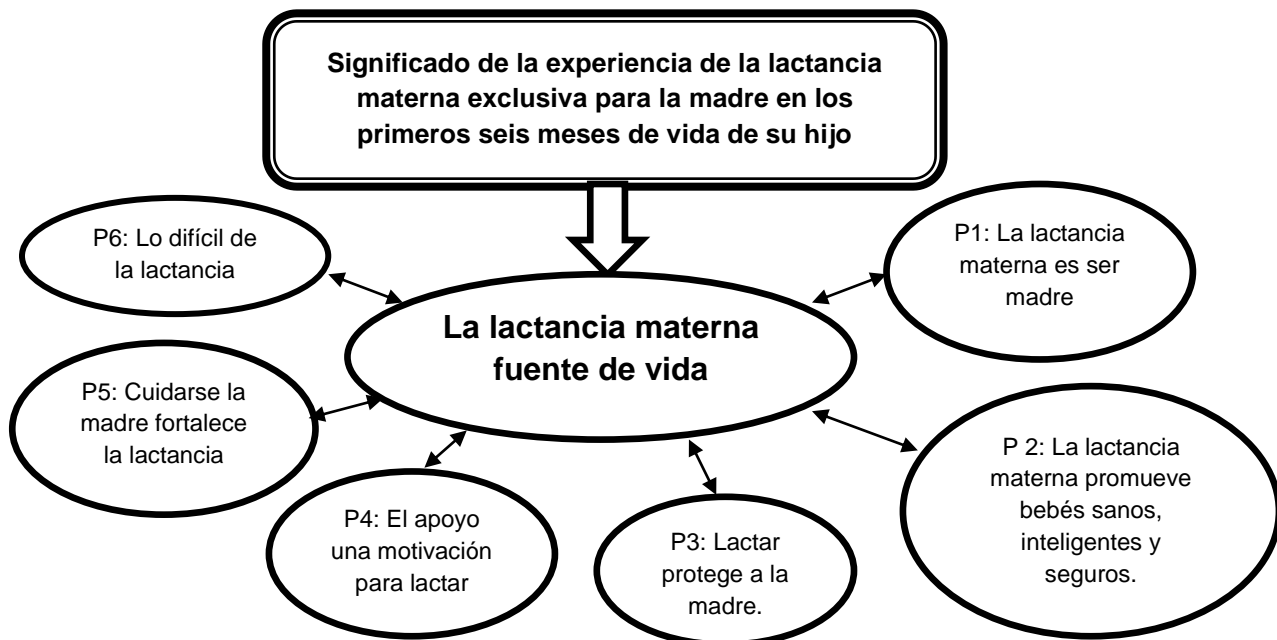 Significado de la experiencia de la lactancia
materna exclusiva para la madre en los
primeros seis meses de vida de su hijo
P6: Lo difícil de
la lactancia
P1: La lactancia
materna es ser
madre
La lactancia materna
fuente de vida
P5: Cuidarse la
madre fortalece
la lactancia
P 2: La lactancia
materna promueve
bebés sanos,
inteligentes y
seguros.
P4: El apoyo
una motivación
para lactar
P3: Lactar
protege a la
madre.